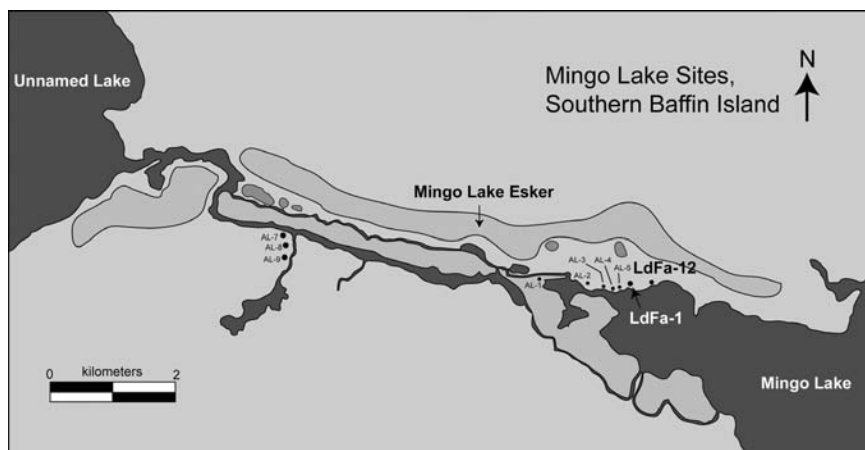 Unnamed Lake
Mingo Lake Sites,
Southern Baffin Island
N
Mingo Lake Esker
AL-7
AL-8
AL-9
AL-3
AL-4
AL-5
LdFa-12
AL-1
AL-2
LdFa-1
kilometers
0 2
Mingo Lake